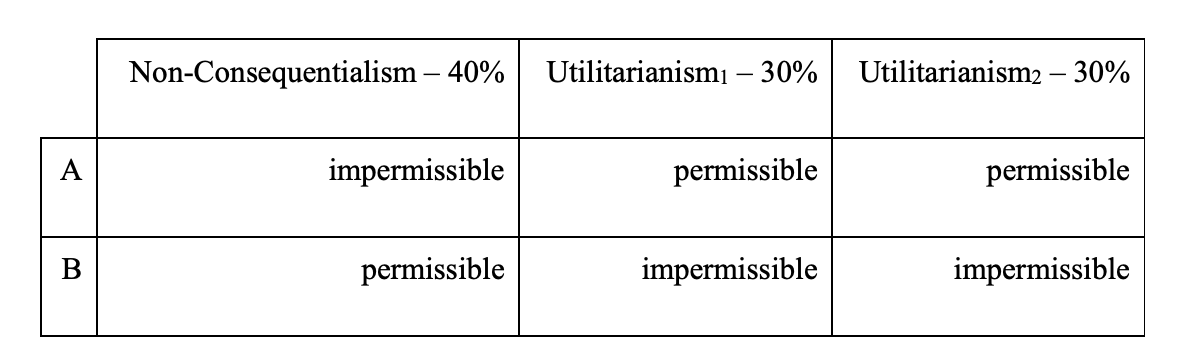 Non-Consequentialism – 40% Utilitarianism₁ – 30% Utilitarianism₂ – 30%
A impermissible permissible permissible
B permissible impermissible impermissible